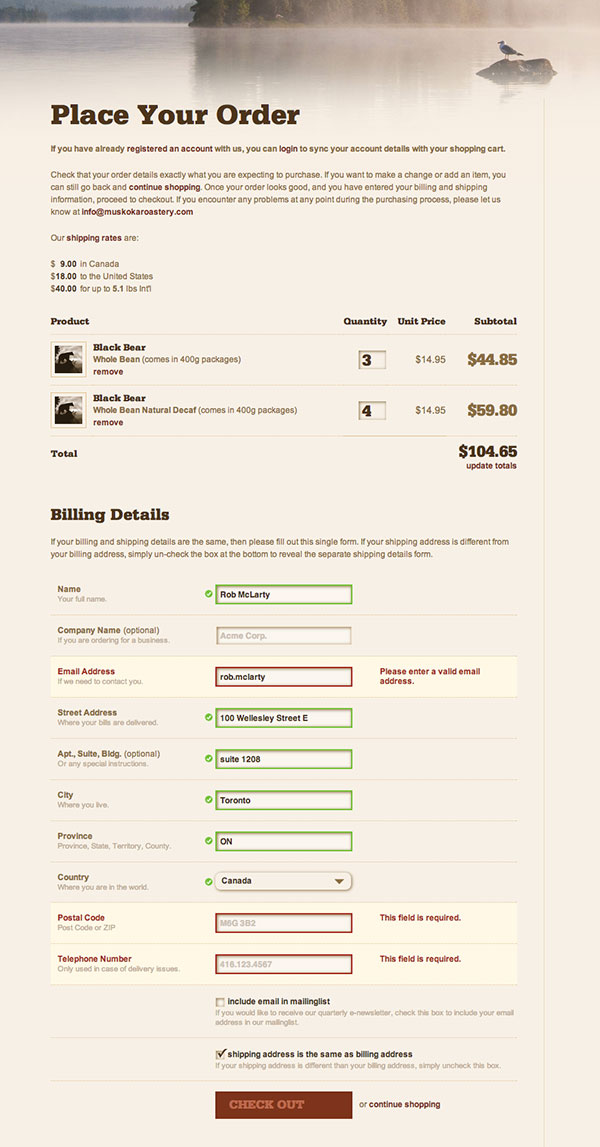 Place Your Order
If you have already registered an account with us, you can login to sync your account details with your shopping cart.
Check that your order details exactly what you are expecting to purchase. If you want to make a change or add an item, you
can still go back and continue shopping. Once your order looks good, and you have entered your billing and shipping
information, proceed to checkout. If you encounter any problems at any point during the purchasing process, please let us
know at info@muskokaroastery.com
Our shipping rates are:
$ 9.00 in Canada
$18.00 to the United States
$40.00 for up to 5.1 lbs Int'l
Product Quantity Unit Price Subtotal
Black Bear
Whole Bean (comes in 400g packages) 3 $14.95 $44.85
remove
Black Bear
Whole Bean Natural Decaf (comes in 400g packages) 4 $14.95 $59.80
remove
Total $104.65
update totals
Billing Details
If your billing and shipping details are the same, then please fill out this single form. If your shipping address is different from
your billing address, simply un-check the box at the bottom to reveal the separate shipping details form.
Name Rob McLarty
Your full name.
Company Name (optional) Acme Corp.
If you are ordering for a business.
Email Address rob.mclarty Please enter a valid email
If we need to contact you. address.
Street Address 100 Wellesley Street E
Where your bills are delivered.
Apt., Suite, Bldg. (optional) suite 1208
Or any special instructions.
City Toronto
Where you live.
Province ON
Province, State, Territory, County.
Country Canada
Where you are in the world.
Postal Code M6G 3B2 This field is required.
Post Code or ZIP
Telephone Number 416.123.4567 This field is required.
Only used in case of delivery issues.
include email in mailinglist
If you would like to receive our quarterly e-newsletter, check this box to include your email
address in our mailinglist.
shipping address is the same as billing address
If your shipping address is different than your billing address, simply uncheck this box.
CHECK OUT or continue shopping